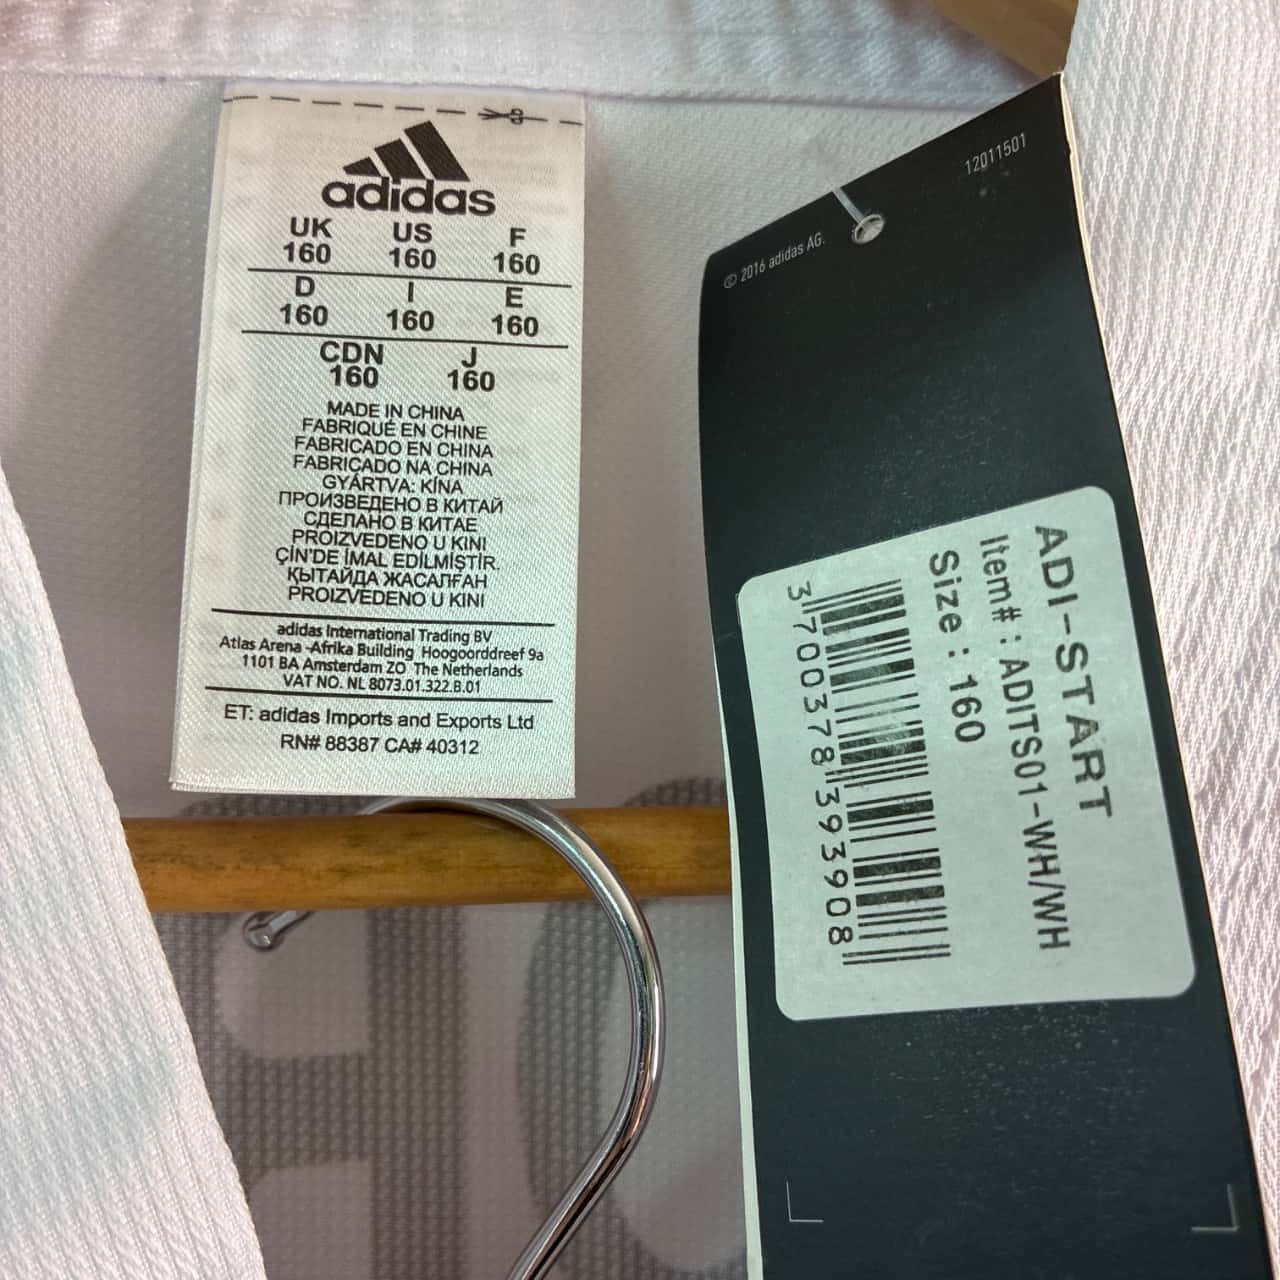 adidas
UK US F
160 160 160
D I E
160 160 160
CDN J
160 160
MADE IN CHINA
FABRIQUÉ EN CHINE
FABRICADO EN CHINA
FABRICADO NA CHINA
GYÁRTVA: KÍNA
ПРОИЗВЕДЕНО В КИТАЙ
СДЕЛАНО В КИТАЕ
PROIZVEDENO U KINI
ÇİN'DE İMAL EDİLMİŞTİR.
ҚЫТАЙДА ЖАСАЛҒАН
PROIZVEDENO U KINI
adidas International Trading BV
Atlas Arena -Afrika Building Hoogoorddreef 9a
1101 BA Amsterdam ZO The Netherlands
VAT NO. NL 8073.01.322.B.01
ET: adidas Imports and Exports Ltd
RN# 88387 CA# 40312
© 2016 adidas AG.
12011501
ADI-START
Item# : ADITS01-WH/WH
Size : 160
3700378393908